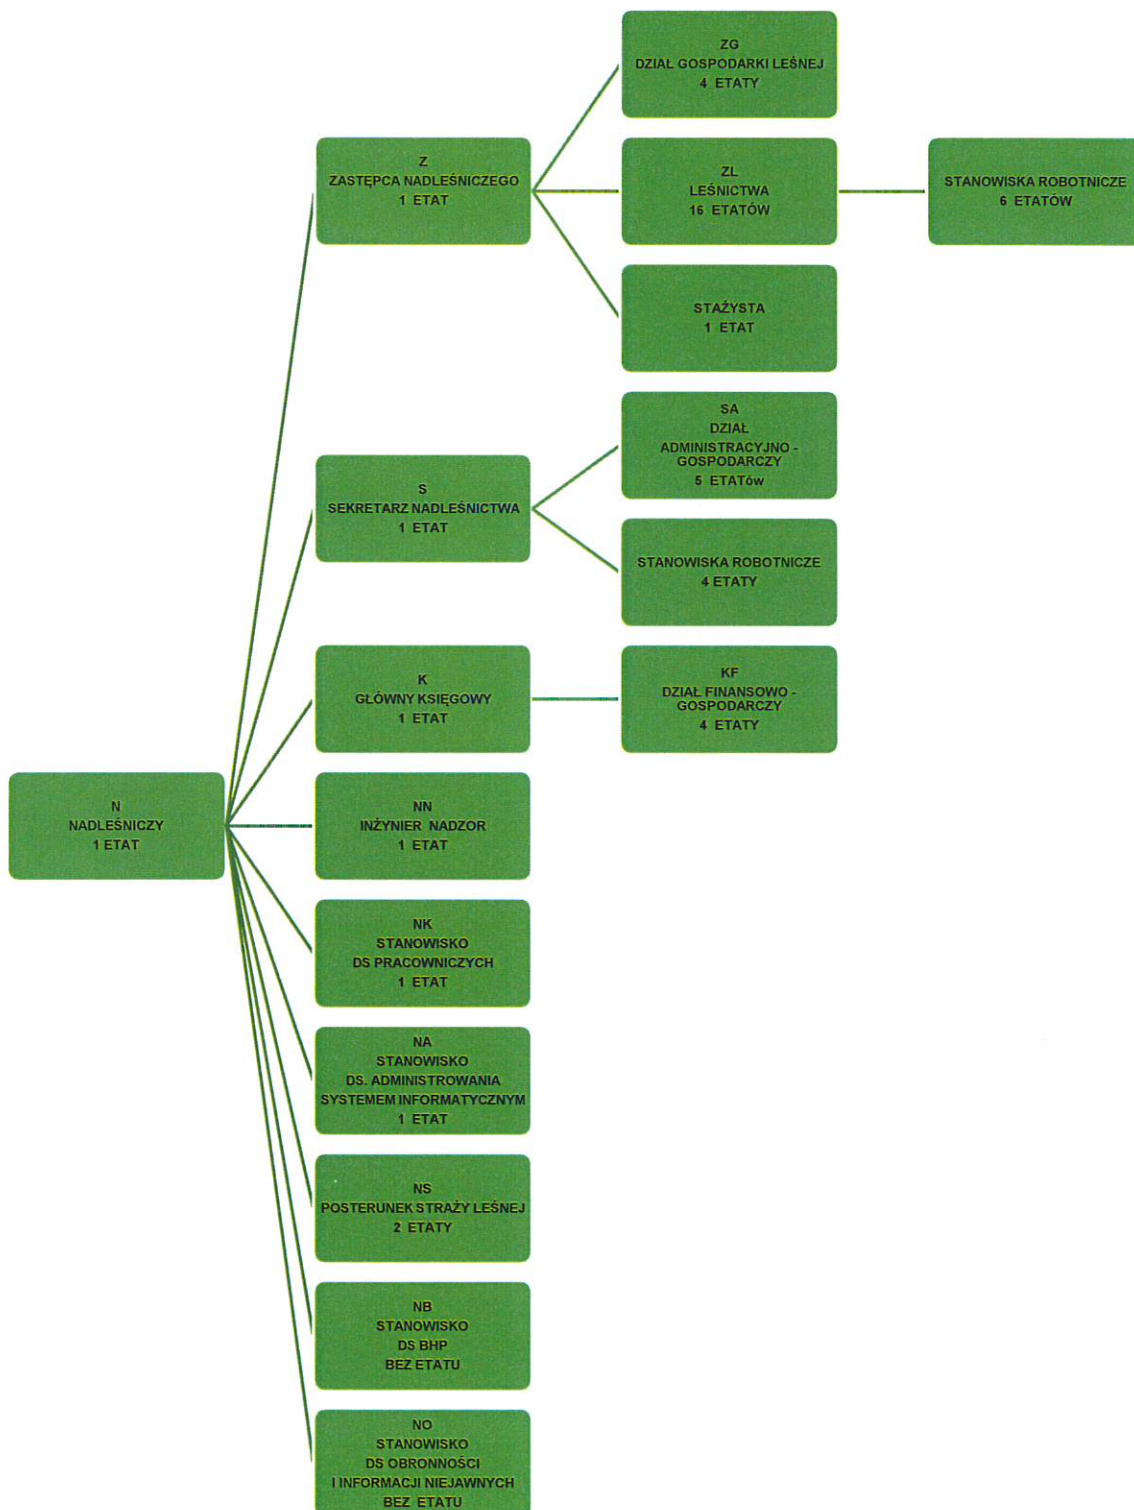 ZG
DZIAŁ GOSPODARKI LEŚNEJ
4 ETATY
Z
ZASTĘPCA NADLEŚNICZEGO
1 ETAT
ZL
LEŚNICTWA
16 ETATÓW
STANOWISKA ROBOTNICZE
6 ETATÓW
STAŻYSTA
1 ETAT
SA
DZIAŁ
ADMINISTRACYJNO -
GOSPODARCZY
5 ETATów
S
SEKRETARZ NADLEŚNICTWA
1 ETAT
STANOWISKA ROBOTNICZE
4 ETATY
K
GŁÓWNY KSIĘGOWY
1 ETAT
KF
DZIAŁ FINANSOWO -
GOSPODARCZY
4 ETATY
N
NADLEŚNICZY
1 ETAT
NN
INŻYNIER NADZOR
1 ETAT
NK
STANOWISKO
DS PRACOWNICZYCH
1 ETAT
NA
STANOWISKO
DS. ADMINISTROWANIA
SYSTEMEM INFORMATYCZNYM
1 ETAT
NS
POSTERUNEK STRAŻY LEŚNEJ
2 ETATY
NB
STANOWISKO
DS BHP
BEZ ETATU
NO
STANOWISKO
DS OBRONNOŚCI
I INFORMACJI NIEJAWNYCH
BEZ ETATU